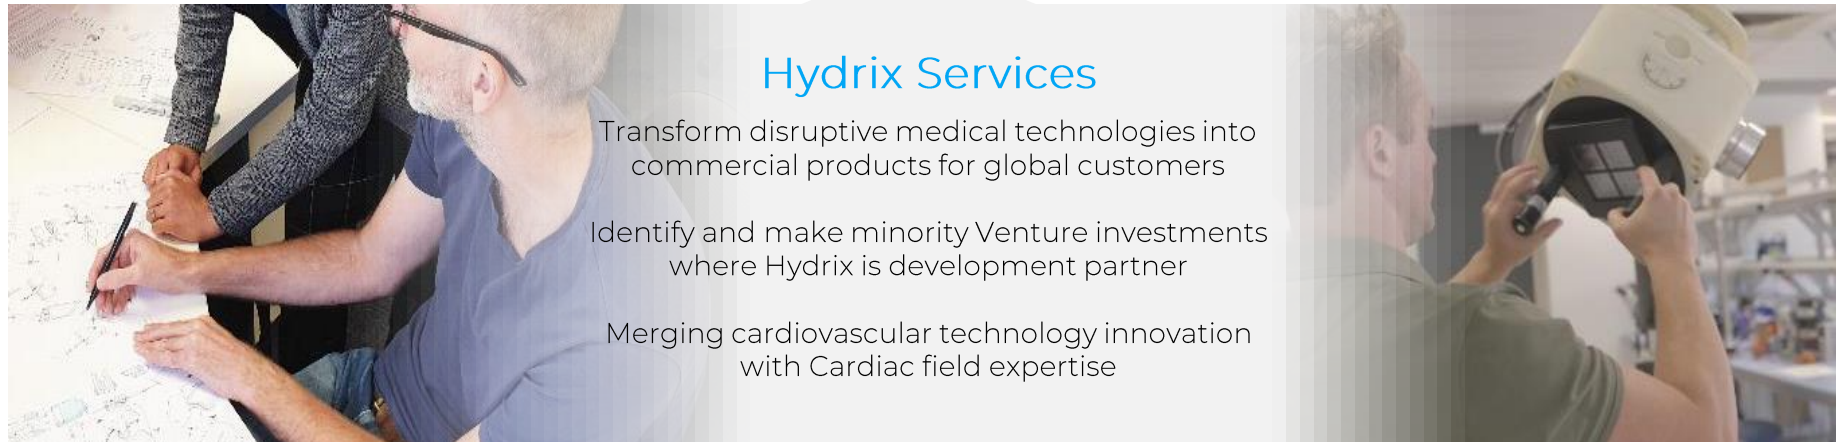 Hydrix Services
Transform disruptive medical technologies into
commercial products for global customers
Identify and make minority Venture investments
where Hydrix is development partner
Merging cardiovascular technology innovation
with Cardiac field expertise